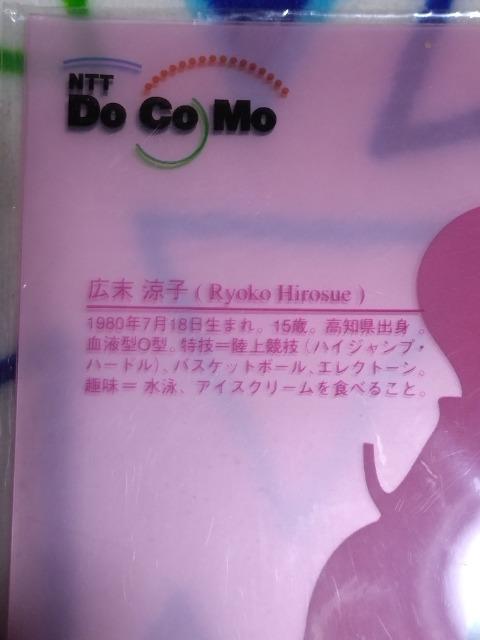 NTT
Do Co Mo
広末 涼子 ( Ryoko Hirosue )
1980年7月18日生まれ。15歳。高知県出身。
血液型O型。特技＝陸上競技（ハイジャンプ・
ハードル）、バスケットボール、エレクトーン。
趣味＝水泳、アイスクリームを食べること。